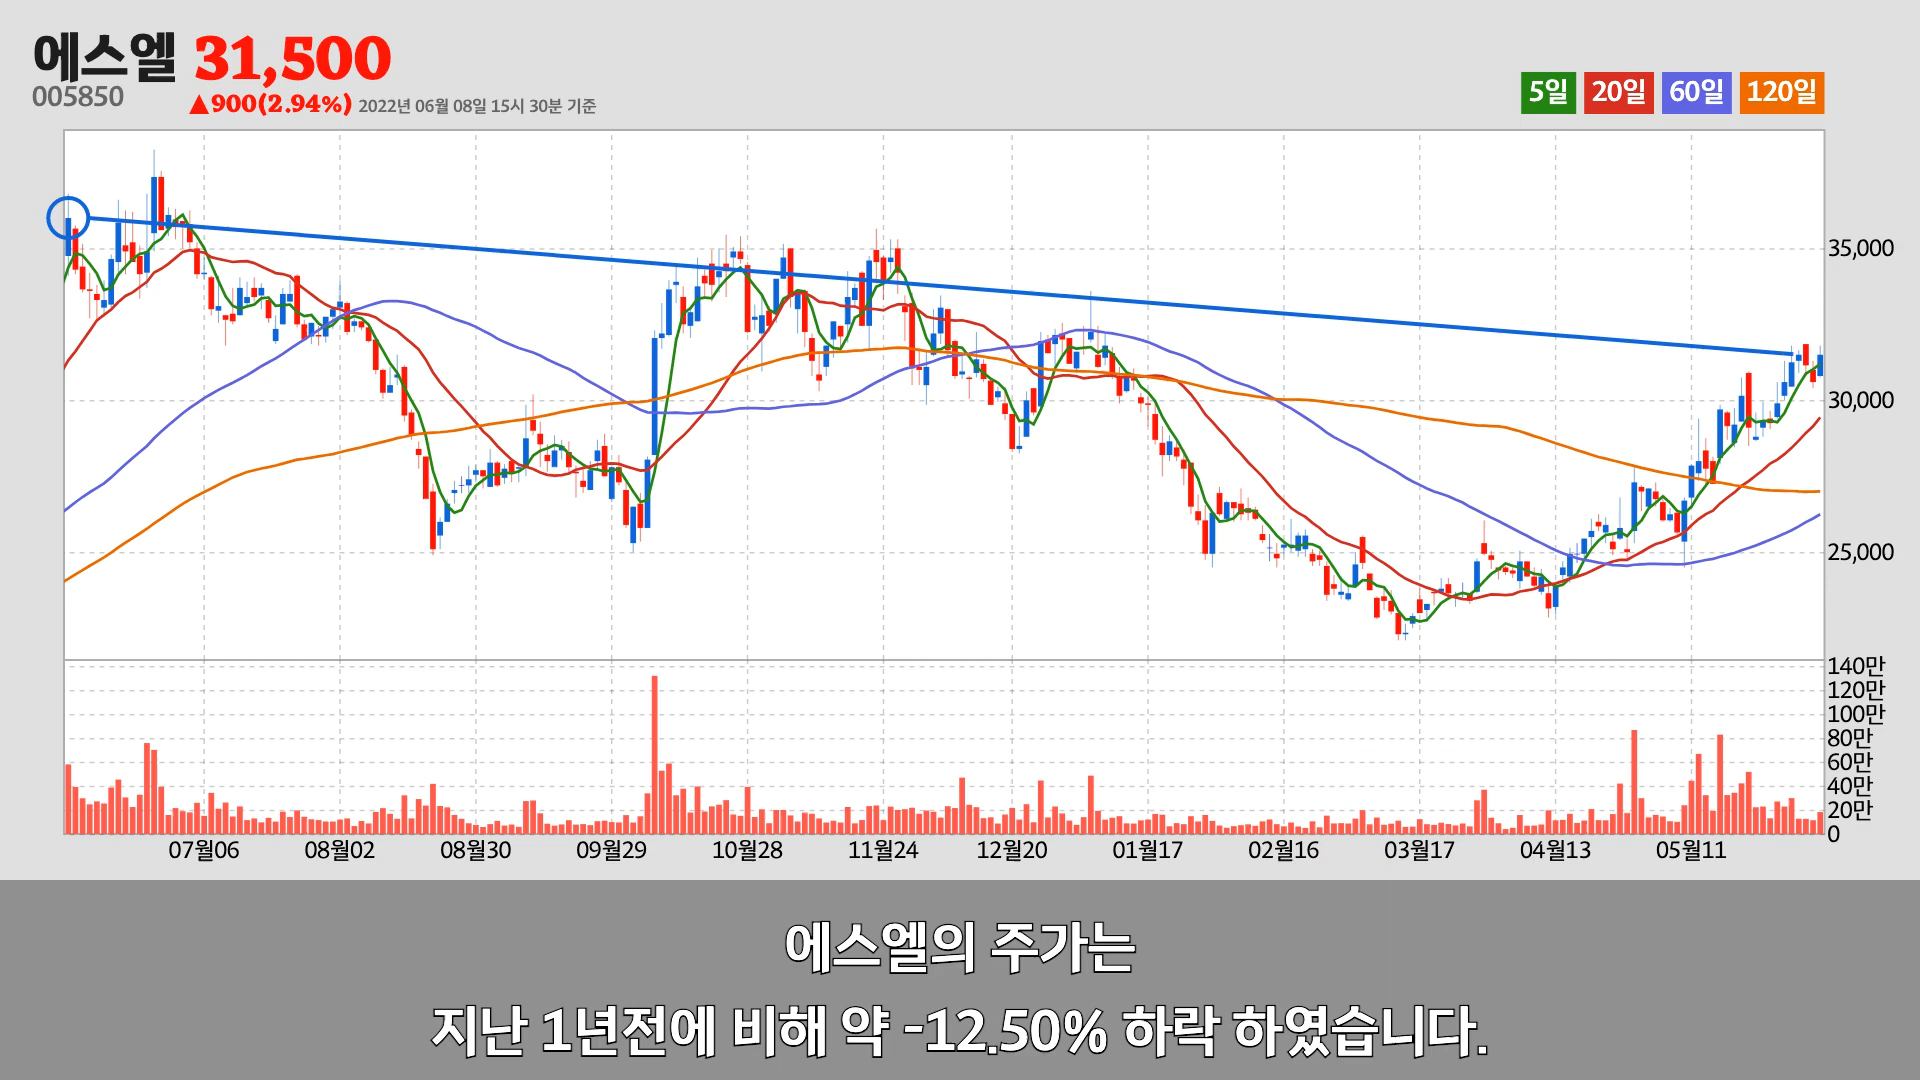 에스엘 31,500
005850
▲900(2.94%) 2022년 06월 08일 15시 30분 기준
5일 20일 60일 120일
35,000
30,000
25,000
140만
120만
100만
80만
60만
40만
20만
0
07월06 08월02 08월30 09월29 10월28 11월24 12월20 01월17 02월16 03월17 04월13 05월11
에스엘의 주가는
지난 1년전에 비해 약 -12.50% 하락 하였습니다.